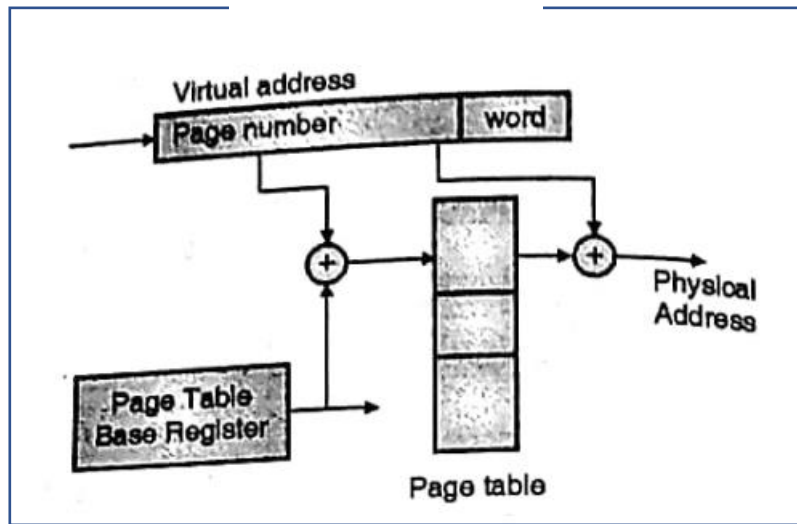 Virtual address
Page number
word
+
+
Physical
Address
Page Table
Base Register
Page table